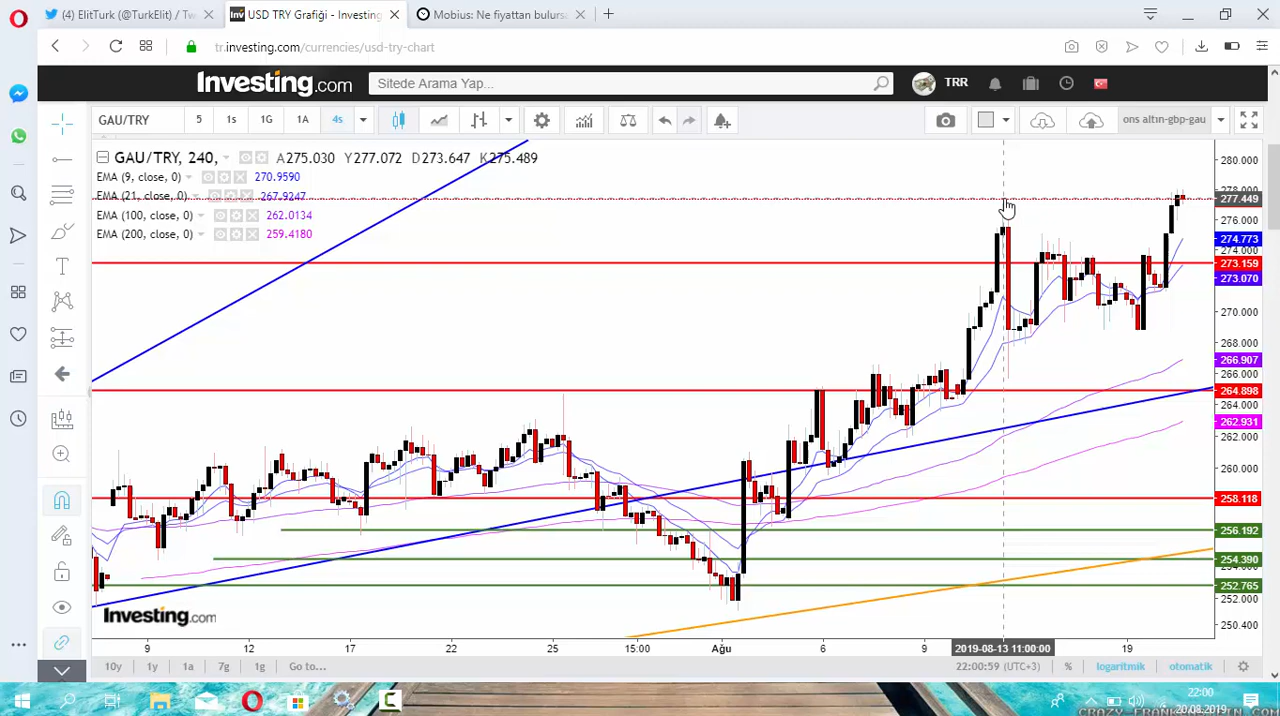 (4) ElitTurk (@TurkElit) / Tw
USD TRY Grafiği - Investing
Mobius: Ne fiyattan bulurs
tr.investing.com/currencies/usd-try-chart
Investing.com
Sitede Arama Yap...
TRR
GAU/TRY
5
1s
1G
1A
4s
ons altın-gbp-gau
GAU/TRY, 240, A275.030 Y277.072 D273.647 K275.489
EMA (9, close, 0) 270.9590
EMA (21, close, 0) 267.9247
EMA (100, close, 0) 262.0134
EMA (200, close, 0) 259.4180
280.000
278.000
277.449
276.000
274.773
274.000
273.159
273.070
270.000
268.000
266.907
266.000
264.898
264.000
262.931
262.000
260.000
258.118
256.192
254.390
252.765
252.000
250.400
Investing.com
9
12
17
22
25
15:00
Ağu
6
9
2019-08-13 11:00:00
19
10y
1y
1a
7g
1g
Go to...
22:00:59 (UTC+3)
%
logaritmik
otomatik
22:00
20.08.2019